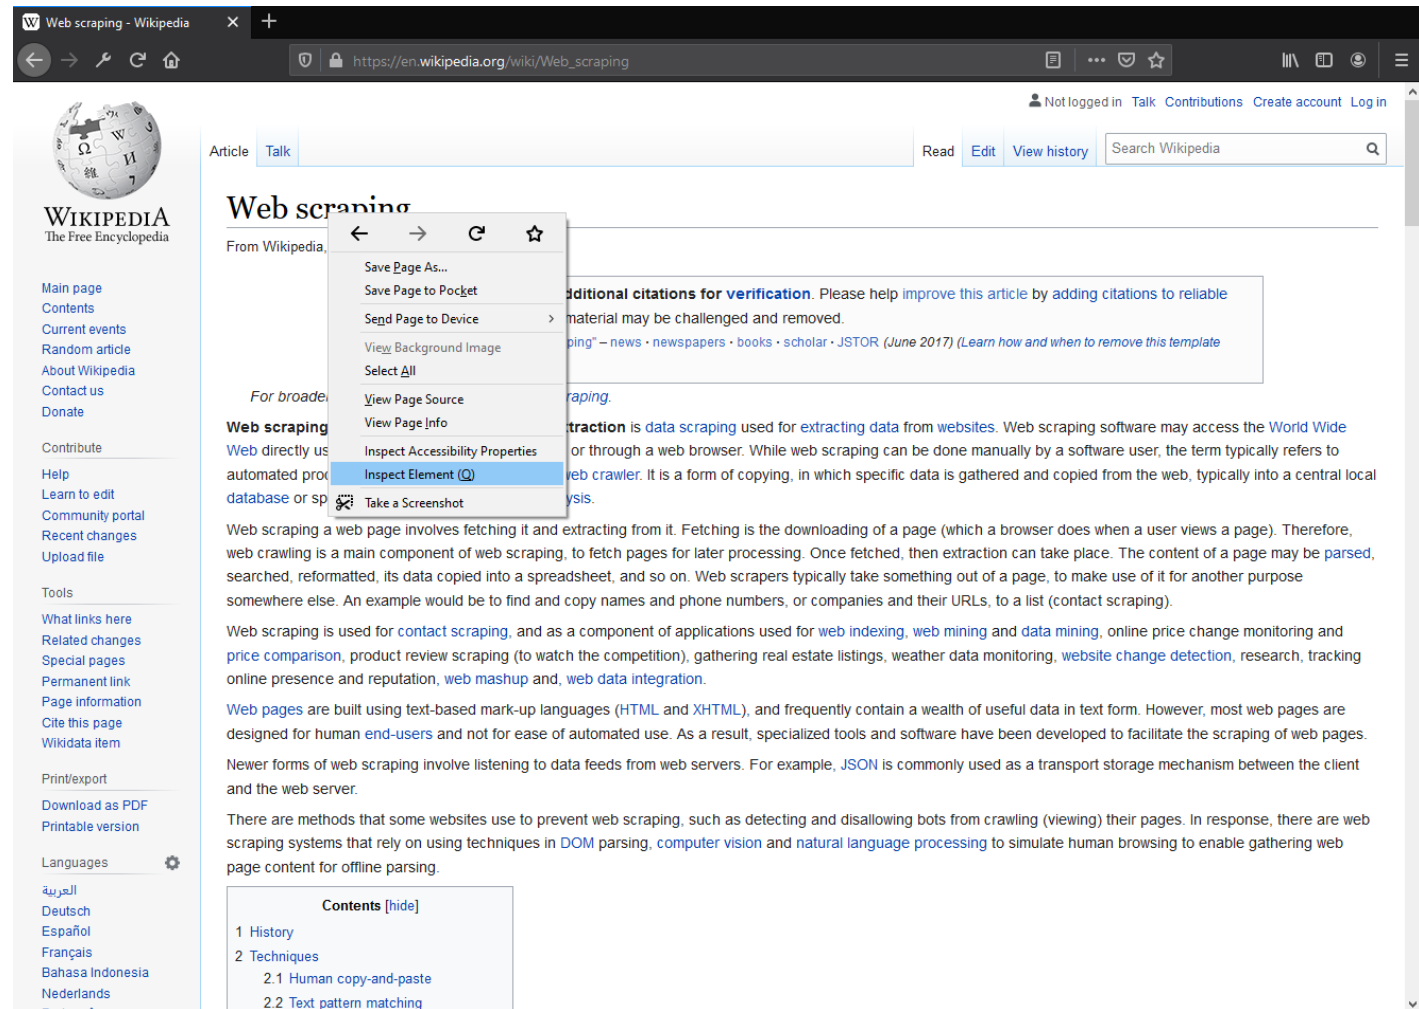 Web scraping - Wikipedia
https://en.wikipedia.org/wiki/Web_scraping
Not logged in Talk Contributions Create account Log in
Article Talk
Read Edit View history Search Wikipedia
WIKIPEDIA
The Free Encyclopedia
Main page
Contents
Current events
Random article
About Wikipedia
Contact us
Donate
Contribute
Help
Learn to edit
Community portal
Recent changes
Upload file
Tools
What links here
Related changes
Special pages
Permanent link
Page information
Cite this page
Wikidata item
Print/export
Download as PDF
Printable version
Languages
العربية
Deutsch
Español
Français
Bahasa Indonesia
Nederlands
Web scraping
From Wikipedia,
Save Page As...
Save Page to Pocket
Send Page to Device
View Background Image
Select All
View Page Source
View Page Info
Inspect Accessibility Properties
Inspect Element (Q)
Take a Screenshot
dditional citations for verification. Please help improve this article by adding citations to reliable
material may be challenged and removed.
ping" – news · newspapers · books · scholar · JSTOR (June 2017) (Learn how and when to remove this template
For broader raping.
Web scraping traction is data scraping used for extracting data from websites. Web scraping software may access the World Wide
Web directly us or through a web browser. While web scraping can be done manually by a software user, the term typically refers to
automated proc web crawler. It is a form of copying, in which specific data is gathered and copied from the web, typically into a central local
database or sp ysis.
Web scraping a web page involves fetching it and extracting from it. Fetching is the downloading of a page (which a browser does when a user views a page). Therefore,
web crawling is a main component of web scraping, to fetch pages for later processing. Once fetched, then extraction can take place. The content of a page may be parsed,
searched, reformatted, its data copied into a spreadsheet, and so on. Web scrapers typically take something out of a page, to make use of it for another purpose
somewhere else. An example would be to find and copy names and phone numbers, or companies and their URLs, to a list (contact scraping).
Web scraping is used for contact scraping, and as a component of applications used for web indexing, web mining and data mining, online price change monitoring and
price comparison, product review scraping (to watch the competition), gathering real estate listings, weather data monitoring, website change detection, research, tracking
online presence and reputation, web mashup and, web data integration.
Web pages are built using text-based mark-up languages (HTML and XHTML), and frequently contain a wealth of useful data in text form. However, most web pages are
designed for human end-users and not for ease of automated use. As a result, specialized tools and software have been developed to facilitate the scraping of web pages.
Newer forms of web scraping involve listening to data feeds from web servers. For example, JSON is commonly used as a transport storage mechanism between the client
and the web server.
There are methods that some websites use to prevent web scraping, such as detecting and disallowing bots from crawling (viewing) their pages. In response, there are web
scraping systems that rely on using techniques in DOM parsing, computer vision and natural language processing to simulate human browsing to enable gathering web
page content for offline parsing.
Contents [hide]
1 History
2 Techniques
2.1 Human copy-and-paste
2.2 Text pattern matching